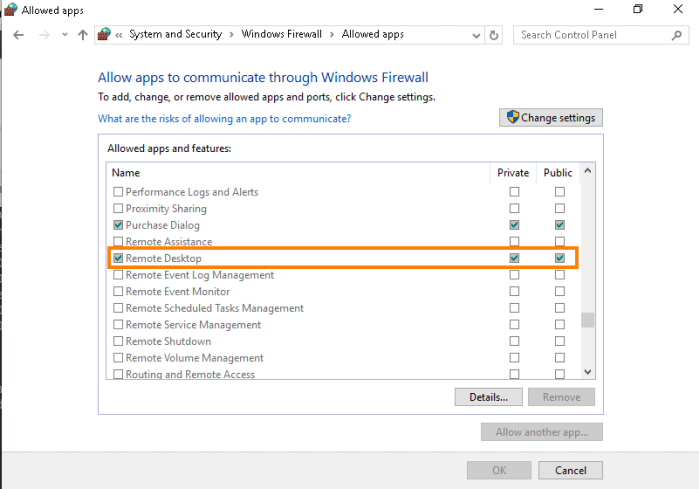 Allowed apps
« System and Security > Windows Firewall > Allowed apps
Search Control Panel
Allow apps to communicate through Windows Firewall
To add, change, or remove allowed apps and ports, click Change settings.
What are the risks of allowing an app to communicate?
Change settings
Allowed apps and features:
Name Private Public
Performance Logs and Alerts
Proximity Sharing
Purchase Dialog
Remote Assistance
Remote Desktop
Remote Event Log Management
Remote Event Monitor
Remote Scheduled Tasks Management
Remote Service Management
Remote Shutdown
Remote Volume Management
Routing and Remote Access
Details... Remove
Allow another app...
OK Cancel